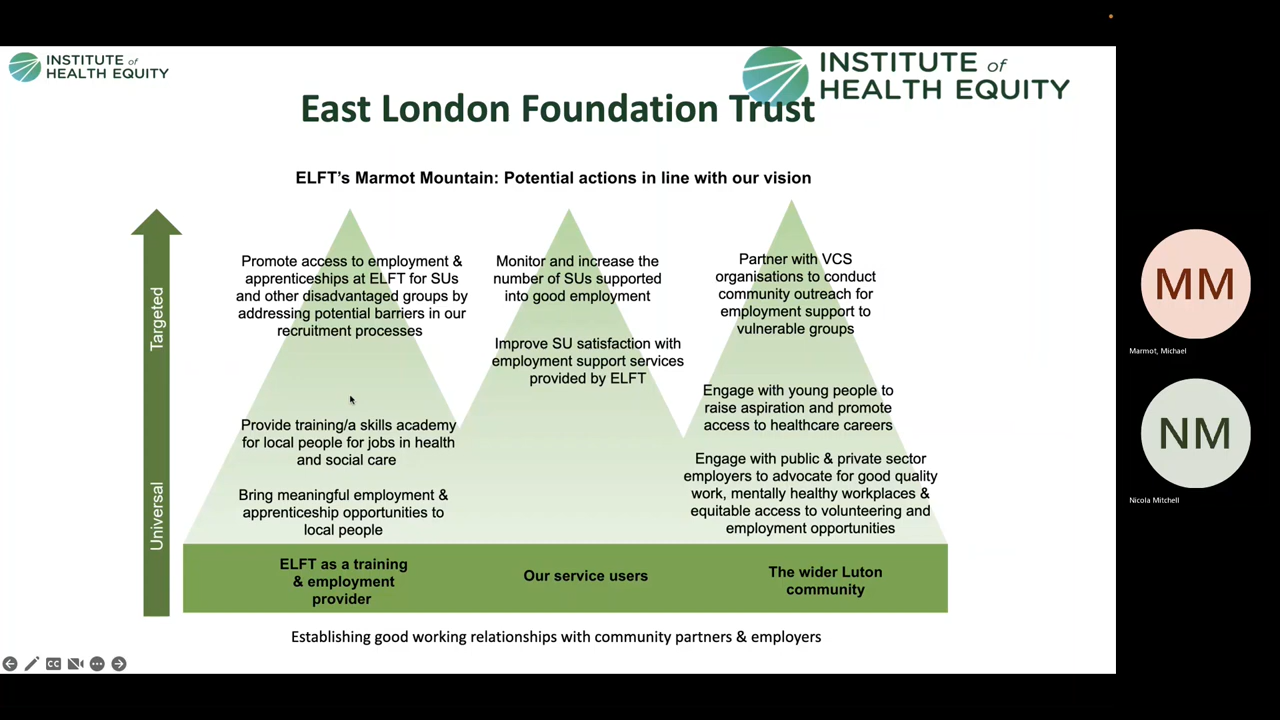 INSTITUTE of
HEALTH EQUITY
INSTITUTE of
HEALTH EQUITY
East London Foundation Trust
ELFT’s Marmot Mountain: Potential actions in line with our vision
Targeted
Universal
Promote access to employment &
apprenticeships at ELFT for SUs
and other disadvantaged groups by
addressing potential barriers in our
recruitment processes
Provide training/a skills academy
for local people for jobs in health
and social care
Bring meaningful employment &
apprenticeship opportunities to
local people
Monitor and increase the
number of SUs supported
into good employment
Improve SU satisfaction with
employment support services
provided by ELFT
Partner with VCS
organisations to conduct
community outreach for
employment support to
vulnerable groups
Engage with young people to
raise aspiration and promote
access to healthcare careers
Engage with public & private sector
employers to advocate for good quality
work, mentally healthy workplaces &
equitable access to volunteering and
employment opportunities
ELFT as a training
& employment
provider
Our service users
The wider Luton
community
Establishing good working relationships with community partners & employers
CC
MM
Marmot, Michael
NM
Nicola Mitchell